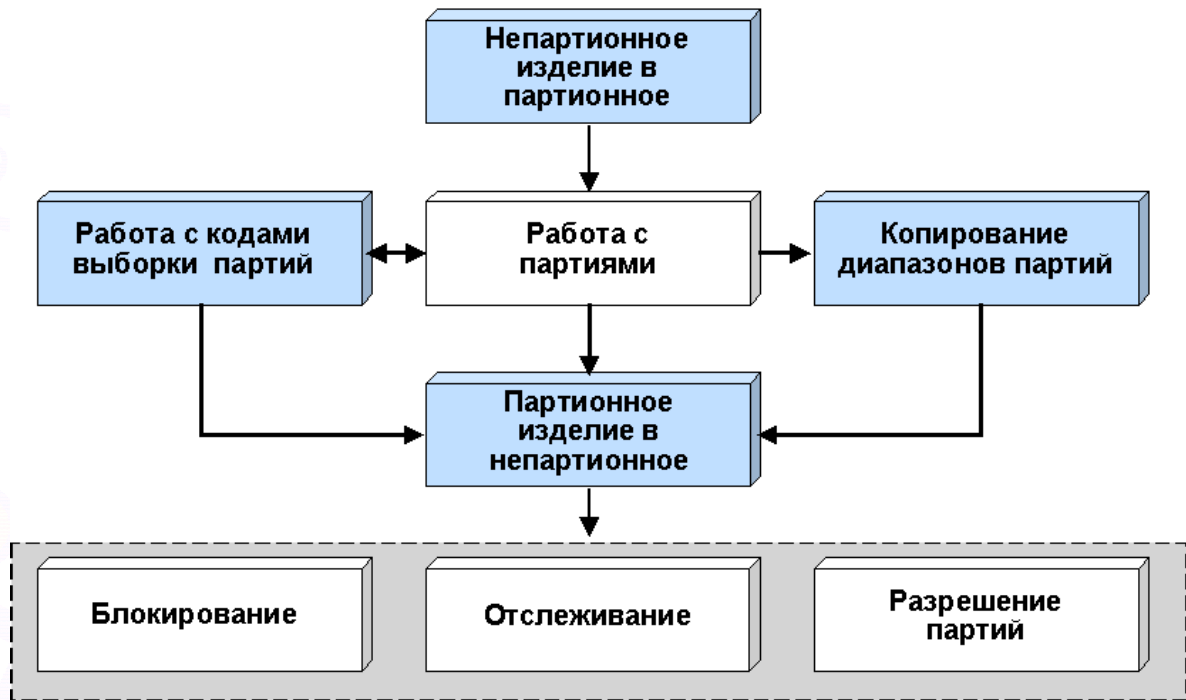 Непартионное
изделие в
партионное
Работа с кодами
выборки партий
Работа с
партиями
Копирование
диапазонов партий
Партионное
изделие в
непартионное
Блокирование
Отслеживание
Разрешение
партий